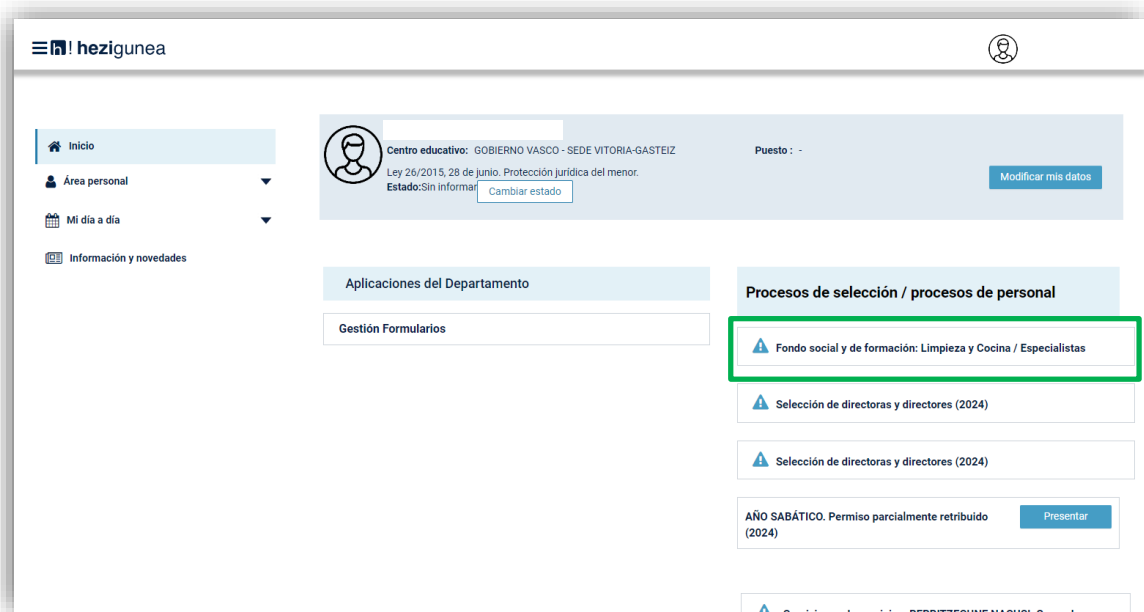 h! hezigunea
Inicio
Área personal
Mi día a día
Información y novedades
Centro educativo: GOBIERNO VASCO - SEDE VITORIA-GASTEIZ
Puesto : -
Ley 26/2015, 28 de junio. Protección jurídica del menor.
Estado:Sin informar
Cambiar estado
Modificar mis datos
Aplicaciones del Departamento
Gestión Formularios
Procesos de selección / procesos de personal
Fondo social y de formación: Limpieza y Cocina / Especialistas
Selección de directoras y directores (2024)
Selección de directoras y directores (2024)
AÑO SABÁTICO. Permiso parcialmente retribuido
(2024)
Presentar